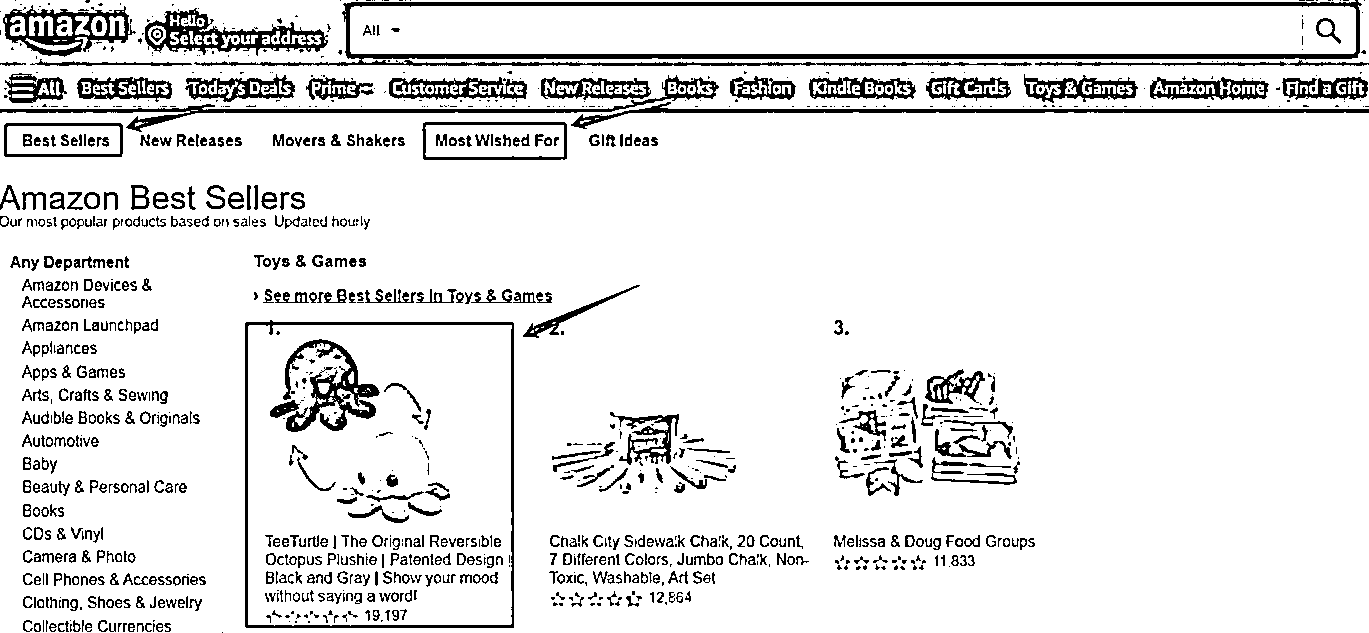 amazon
Hello
Select your address
All
All Best Sellers Today's Deals Prime Customer Service New Releases Books Fashion Kindle Books Gift Cards Toys & Games Amazon Home Find a Gift
Best Sellers New Releases Movers & Shakers Most Wished For Gift Ideas
Amazon Best Sellers
Our most popular products based on sales. Updated hourly
Any Department
Amazon Devices &
Accessories
Amazon Launchpad
Appliances
Apps & Games
Arts, Crafts & Sewing
Audible Books & Originals
Automotive
Baby
Beauty & Personal Care
Books
CDs & Vinyl
Camera & Photo
Cell Phones & Accessories
Clothing, Shoes & Jewelry
Collectible Currencies
Toys & Games
› See more Best Sellers in Toys & Games
1.
TeeTurtle | The Original Reversible
Octopus Plushie | Patented Design |
Black and Gray | Show your mood
without saying a word!
19,197
2.
Chalk City Sidewalk Chalk, 20 Count,
7 Different Colors, Jumbo Chalk, Non-
Toxic, Washable, Art Set
12,864
3.
Melissa & Doug Food Groups
11,833